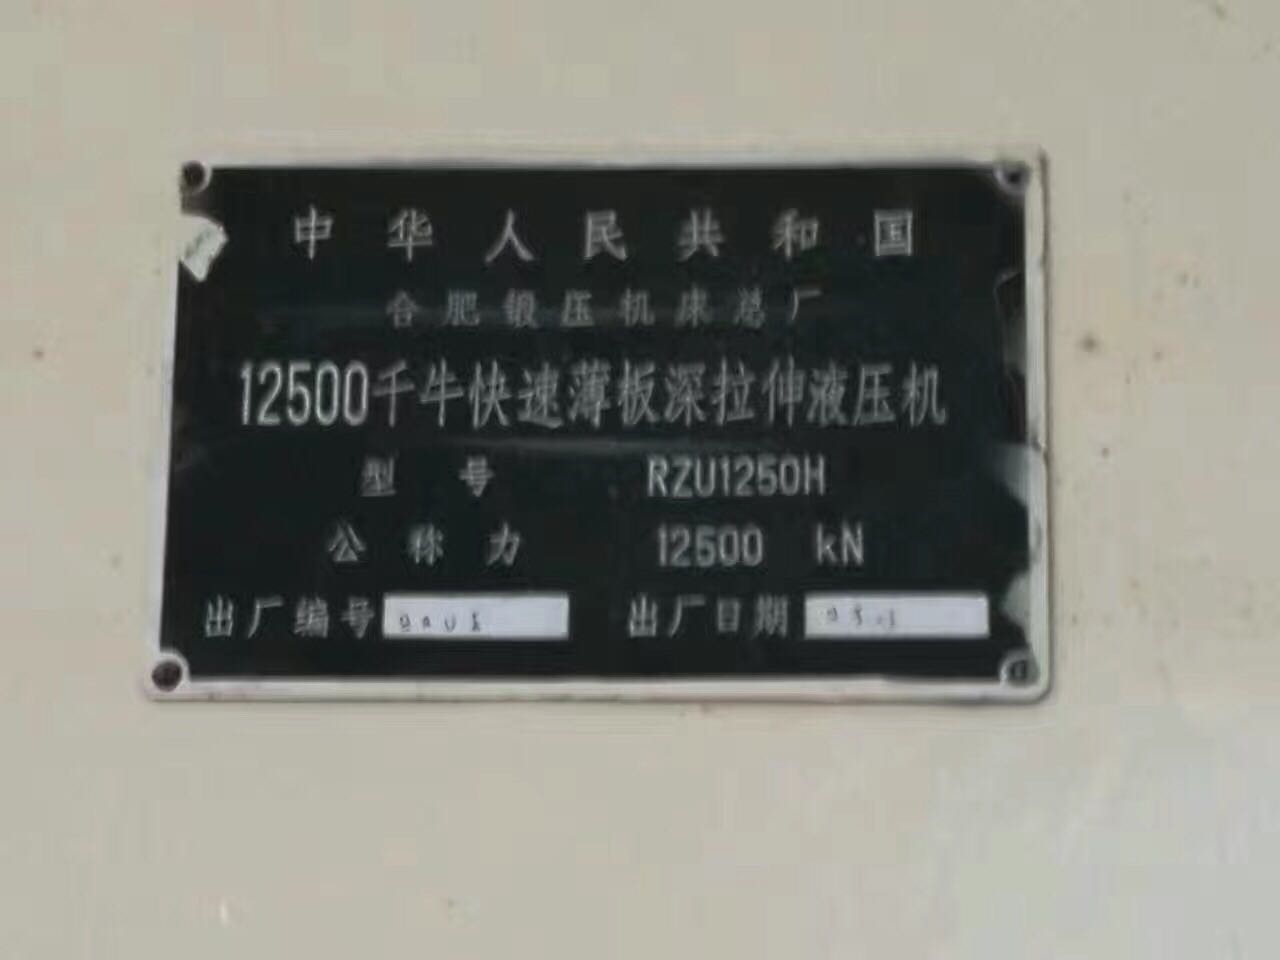 中华人民共和国
合肥锻压机床总厂
12500千牛快速薄板深拉伸液压机
型号 RZU1250H
公称力 12500 kN
出厂编号 出厂日期